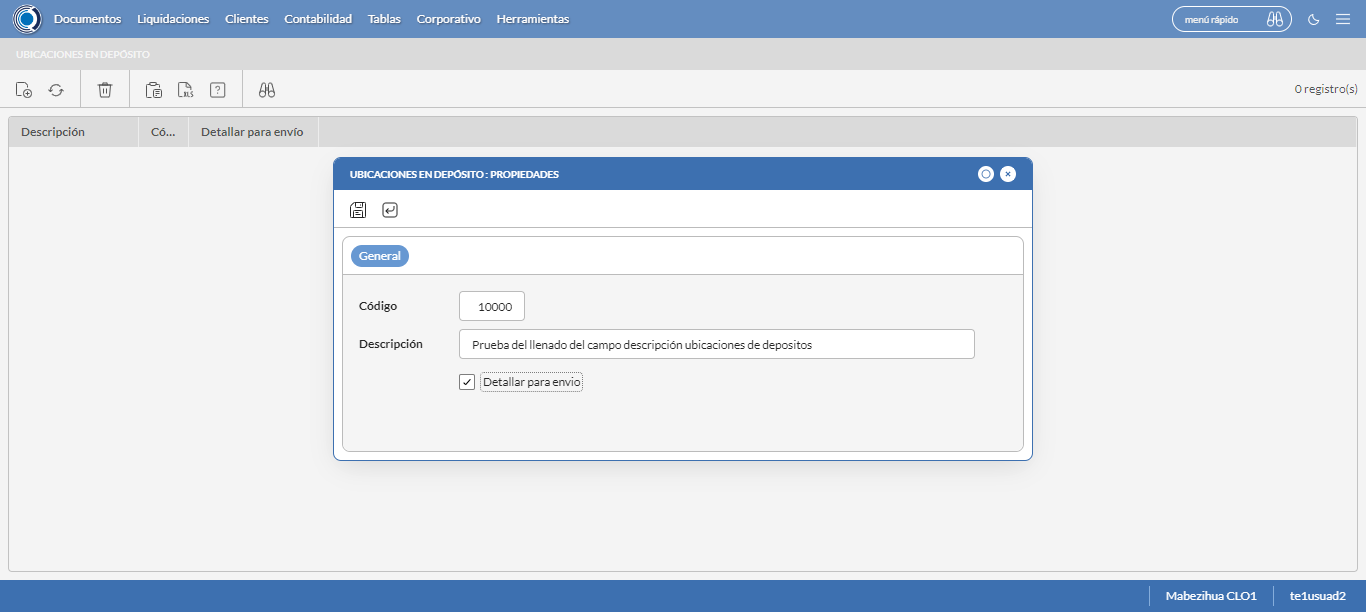 Documentos Liquidaciones Clientes Contabilidad Tablas Corporativo Herramientas menú rápido
UBICACIONES EN DEPÓSITO
XLS ? 0 registro(s)
Descripción Có... Detallar para envío
UBICACIONES EN DEPÓSITO : PROPIEDADES
General
Código 10000
Descripción Prueba del llenado del campo descripción ubicaciones de depositos
Detallar para envio
Mabezihua CLO1 te1usuad2